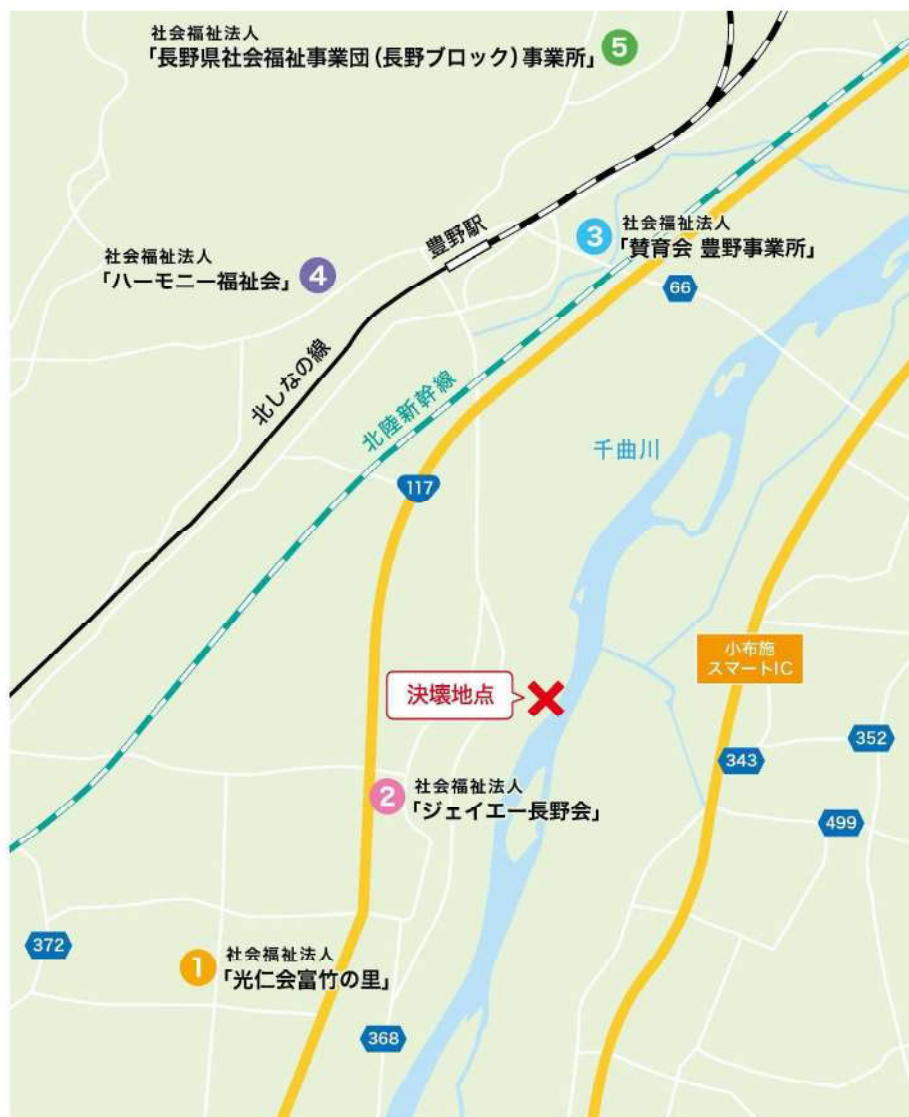 社会福祉法人
「長野県社会福祉事業団(長野ブロック)事業所」
5
豊野駅
3
社会福祉法人
「賛育会 豊野事業所」
社会福祉法人
「ハーモニー福祉会」
4
66
北しなの線
北陸新幹線
千曲川
117
小布施
スマートIC
決壊地点
352
343
2
社会福祉法人
「ジェイエー長野会」
499
372
1
社会福祉法人
「光仁会富竹の里」
368